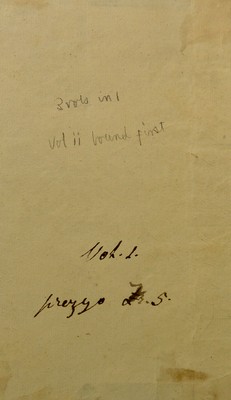 2 vols in 1
Vol ii bound first
Vol. 1.
prezzo 5.